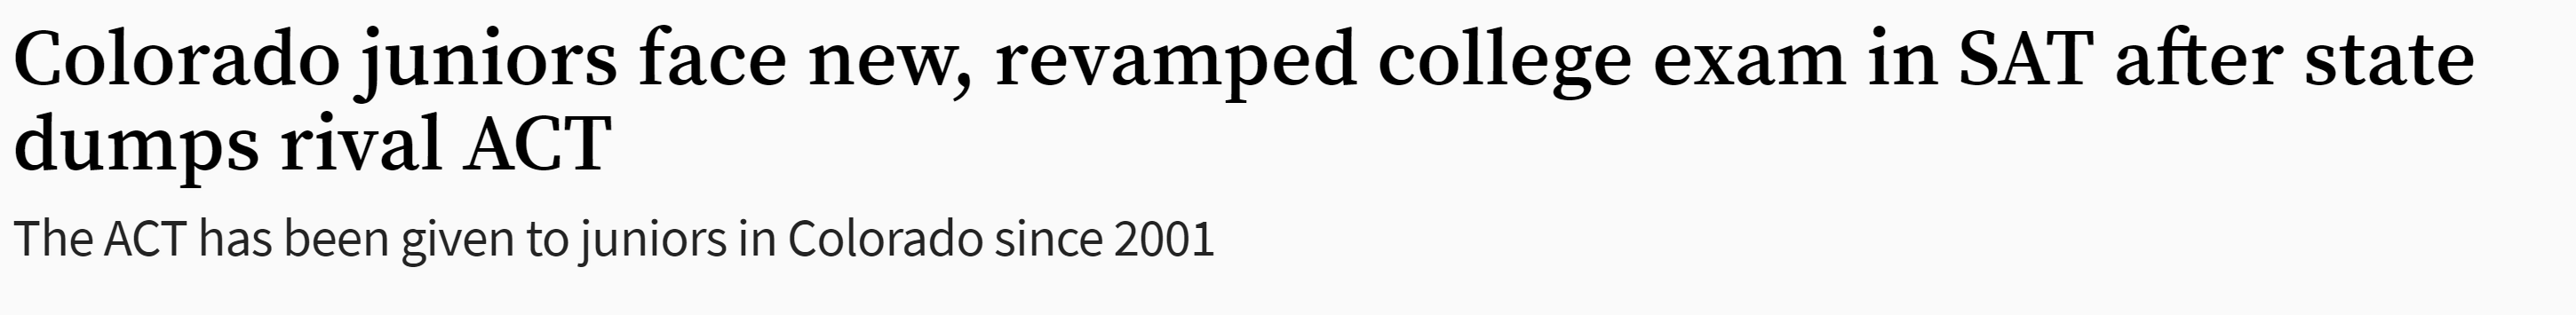 Colorado juniors face new, revamped college exam in SAT after state
dumps rival ACT
The ACT has been given to juniors in Colorado since 2001